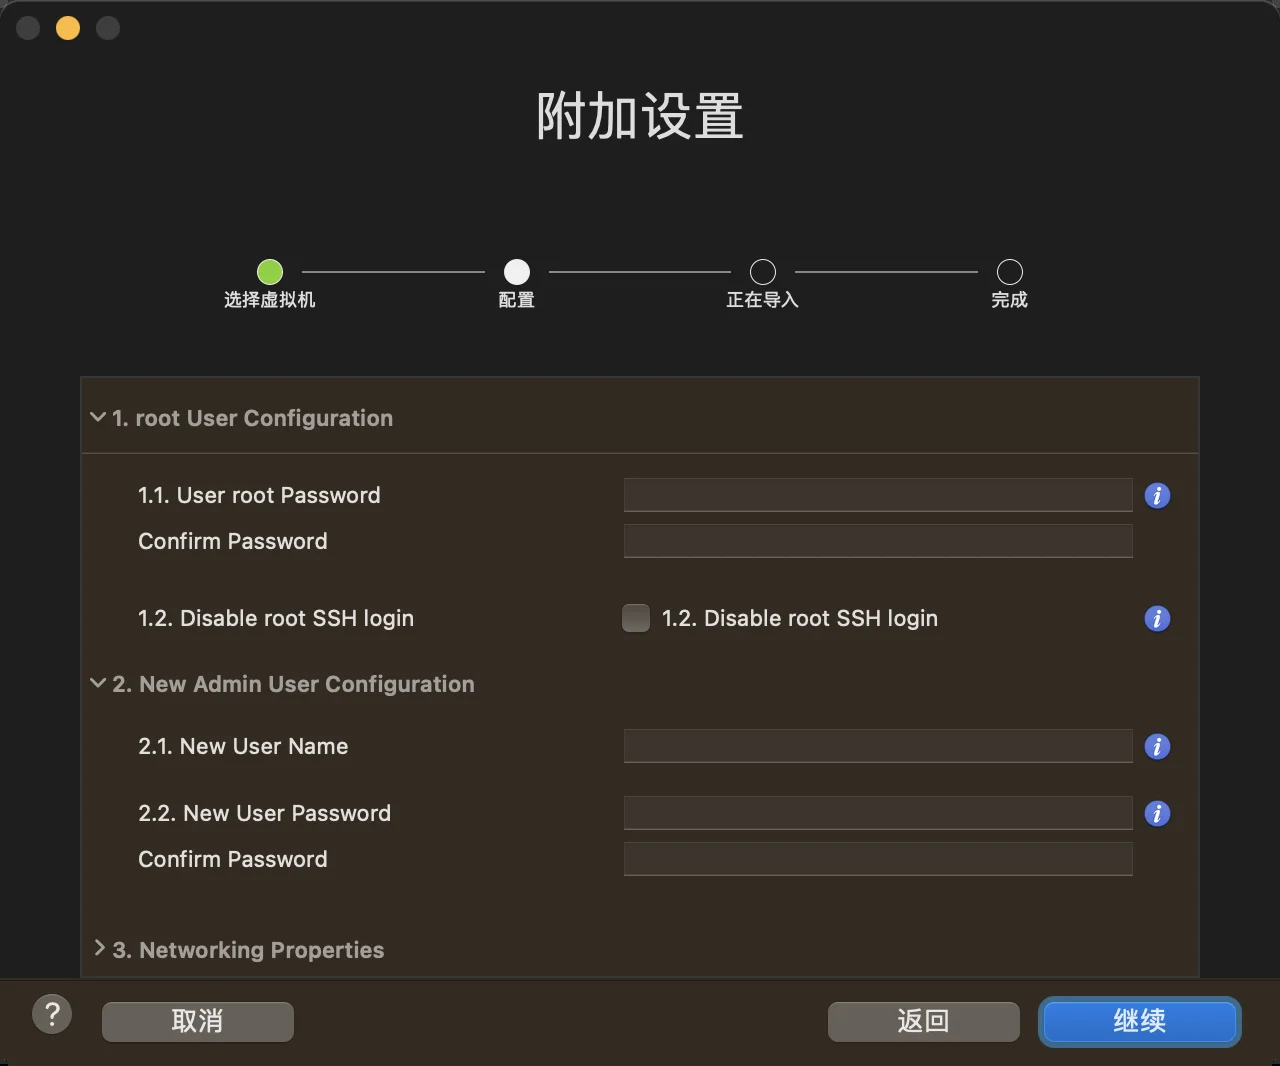 附加设置
选择虚拟机
配置
正在导入
完成
1. root User Configuration
1.1. User root Password
Confirm Password
1.2. Disable root SSH login
1.2. Disable root SSH login
2. New Admin User Configuration
2.1. New User Name
2.2. New User Password
Confirm Password
3. Networking Properties
?
取消
返回
继续